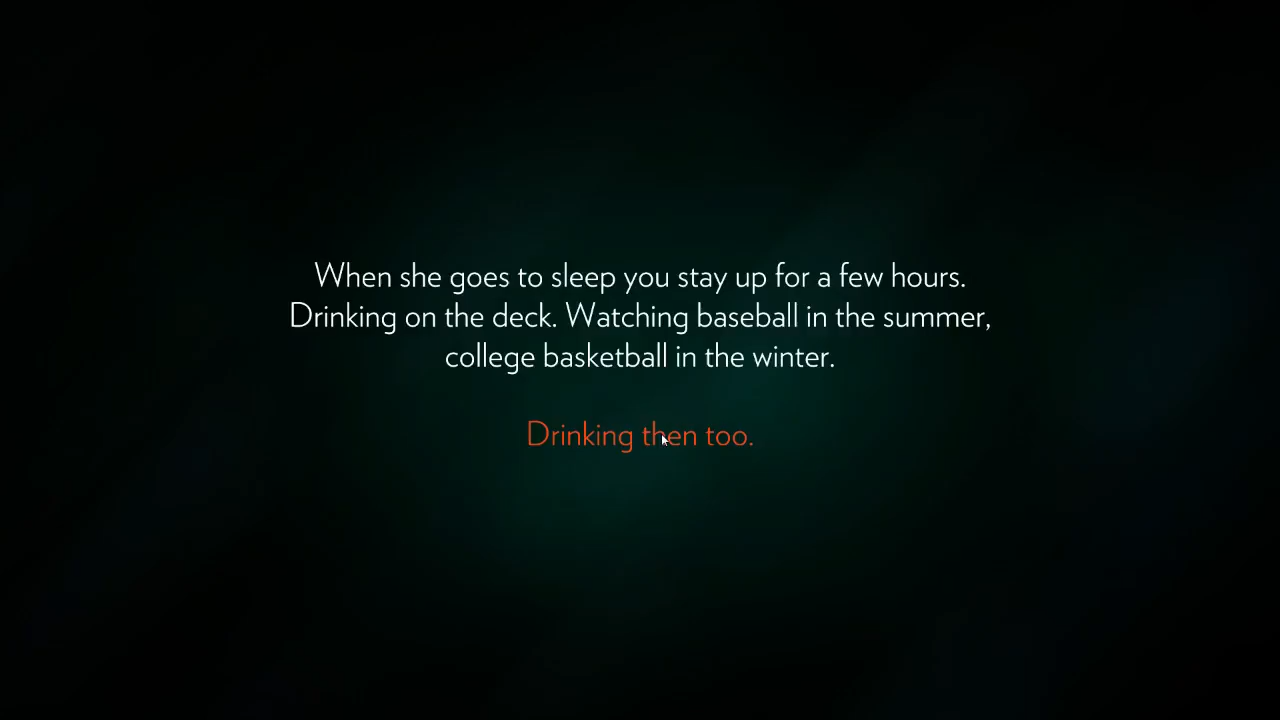 When she goes to sleep you stay up for a few hours.
Drinking on the deck. Watching baseball in the summer,
college basketball in the winter.
Drinking then too.